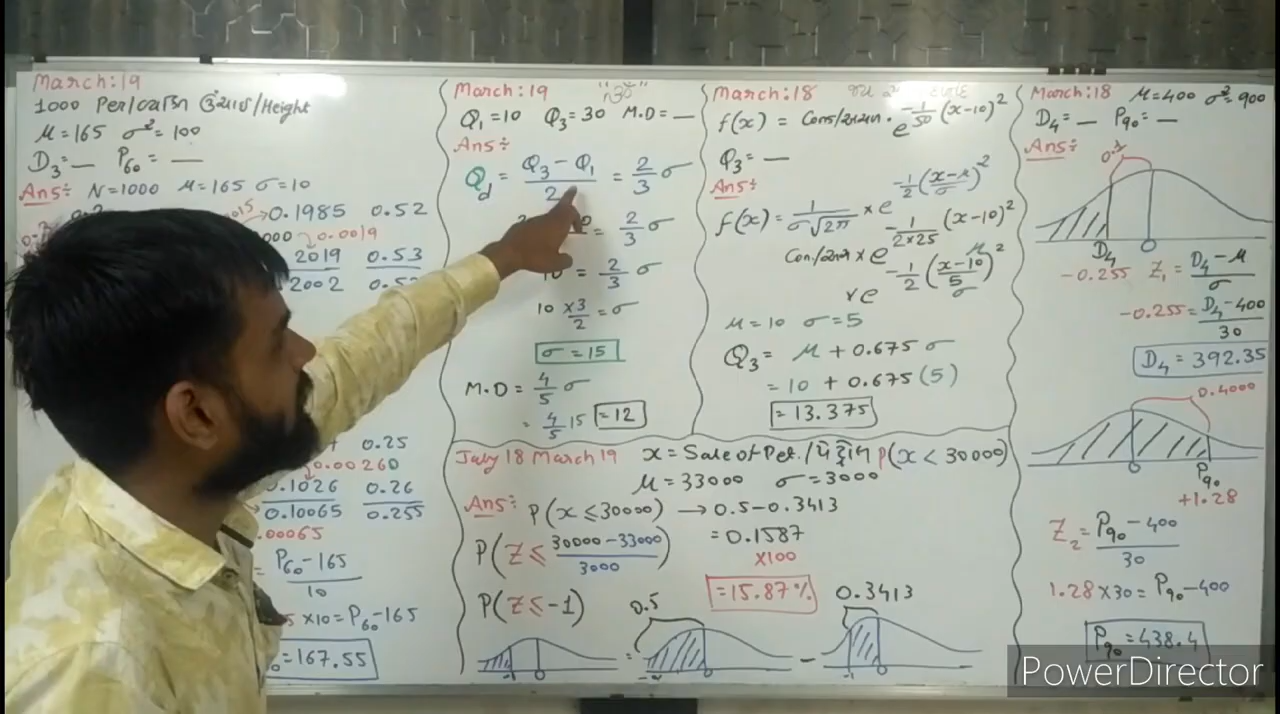 March:19
1000 Per/વ્યક્તિ ઉંચાઈ/Height
μ=165 σ²=100
D₃=— P₆₀=—
Ans: N=1000 μ=165 σ=10
0.1985 0.52
0.0019
2019 0.53
2002
0.25
0.00260
0.1026 0.26
0.10065 0.255
.00065
= P₆₀-165
10
×10=P₆₀-165
=167.55
March:19
Q₁=10 Q₃=30 M.D=—
Ans:
Qd = Q₃-Q₁/2 = 2/3 σ
= 2/3 σ
10 = 2/3 σ
10 × 3/2 = σ
σ=15
M.D = 4/5 σ
= 4/5 15 =12
March:18
f(x) = Cons/અચળ. e^-1/50 (x-10)²
Q₃=—
Ans:
f(x) = 1/σ√2π × e^-1/2 (x-μ/σ)²
Con./અચળ × e^-1/2×25 (x-10)²
× e^-1/2 (x-10/5)²
μ=10 σ=5
Q₃= μ+0.675 σ
= 10 + 0.675 (5)
= 13.375
July 18 March 19 x = Sale of Pet. P(x < 30000)
μ=33000 σ=3000
Ans: P(x ≤30000) → 0.5-0.3413
= 0.1587
P(Z ≤ 30000-33000/3000)
×100
=15.87%
P(Z ≤ -1)
0.5 0.3413
= -
March:18 μ=400 σ²=900
D₄=— P₉₀=—
Ans:
D₄
-0.255 Z₁ = D₄-μ/σ
-0.255 = D₄-400/30
D₄ = 392.35
0.4000
P₉₀
+1.28
Z₂= P₉₀-400/30
1.28×30 = P₉₀-400
P₉₀=438.4
PowerDirector